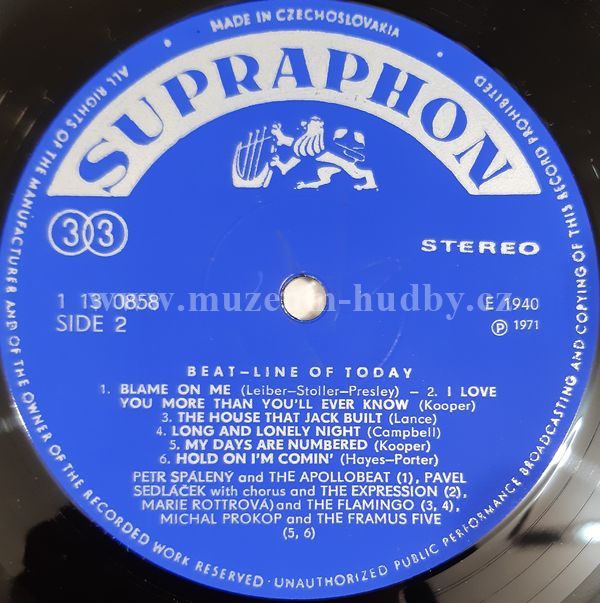 MADE IN CZECHOSLOVAKIA
ALL RIGHTS OF THE MANUFACTURER AND OF THE OWNER OF THE RECORDED WORK RESERVED · UNAUTHORIZED PUBLIC PERFORMANCE BROADCASTING AND COPYING OF THIS RECORD PROHIBITED
SUPRAPHON
33
STEREO
1 13 0858
E 1940
SIDE 2
Ⓟ 1971
www.muzeum-hudby.cz
BEAT–LINE OF TODAY
1. BLAME ON ME (Leiber–Stoller–Presley) – 2. I LOVE
YOU MORE THAN YOU'LL EVER KNOW (Kooper)
3. THE HOUSE THAT JACK BUILT (Lance)
4. LONG AND LONELY NIGHT (Campbell)
5. MY DAYS ARE NUMBERED (Kooper)
6. HOLD ON I'M COMIN' (Hayes–Porter)
PETR SPÁLENÝ and THE APOLLOBEAT (1), PAVEL
SEDLÁČEK with chorus and THE EXPRESSION (2),
MARIE ROTTROVÁ) and THE FLAMINGO (3, 4),
MICHAL PROKOP and THE FRAMUS FIVE
(5, 6)